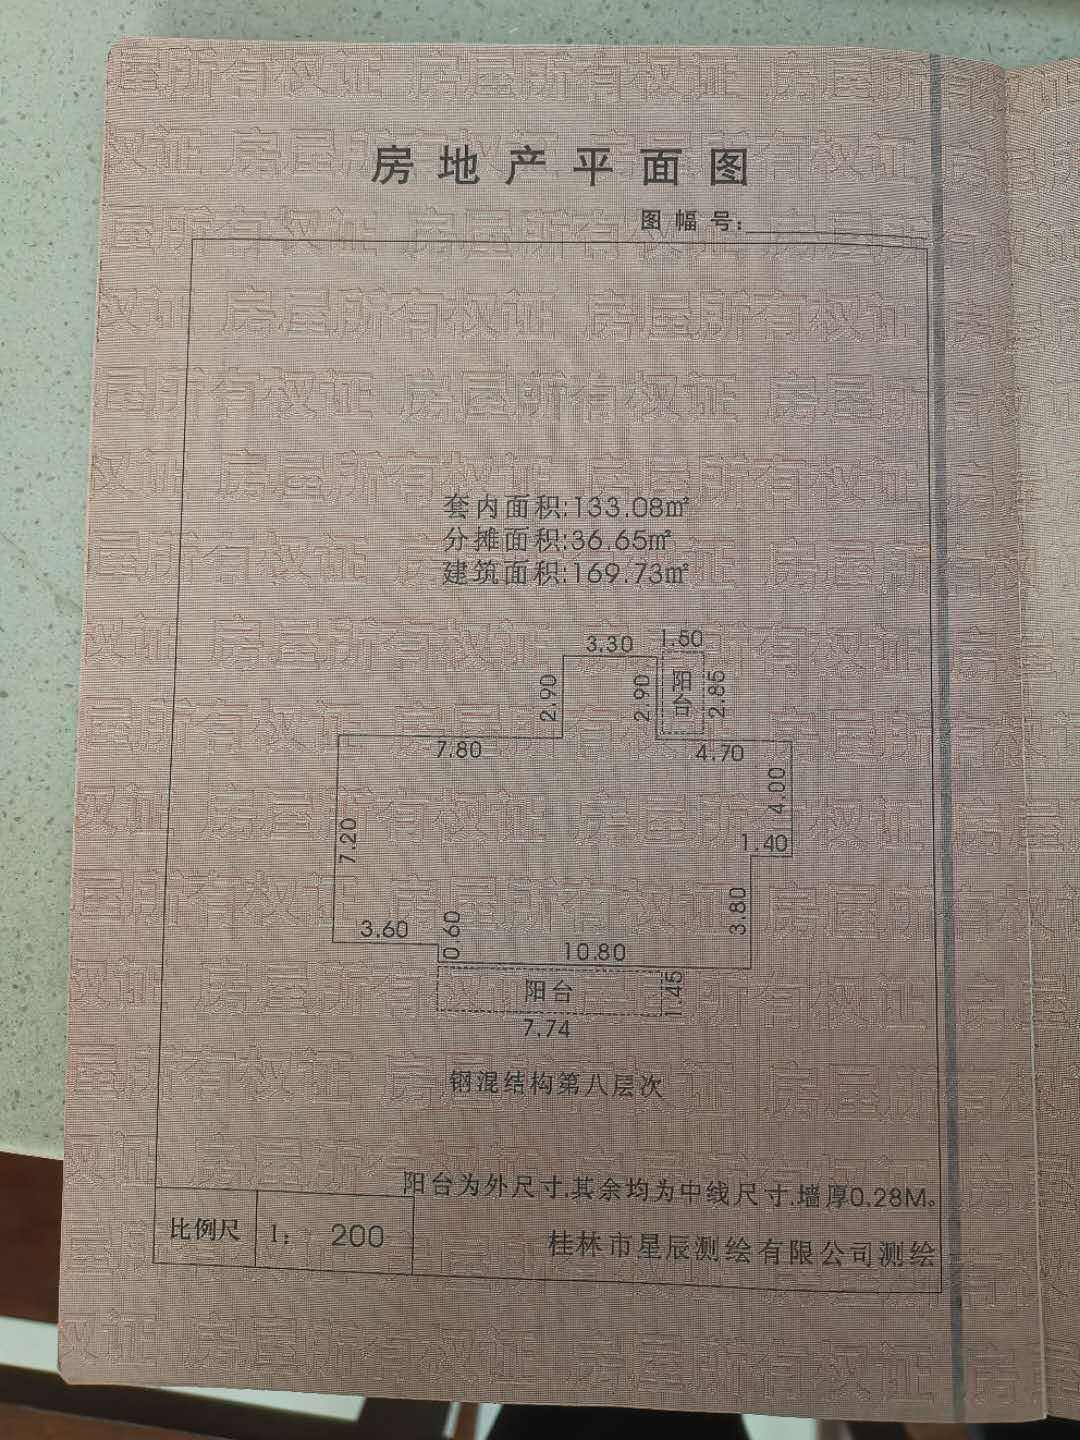 房地产平面图
图幅号:
套内面积:133.08㎡
分摊面积:36.65㎡
建筑面积:169.73㎡
3.30
1.50
2.90
2.90
阳台
2.85
7.80
4.70
4.00
7.20
1.40
3.80
3.60
0.60
10.80
阳台
1.45
7.74
钢混结构第八层次
阳台为外尺寸,其余均为中线尺寸,墙厚0.28M。
比例尺 1: 200
桂林市星辰测绘有限公司测绘